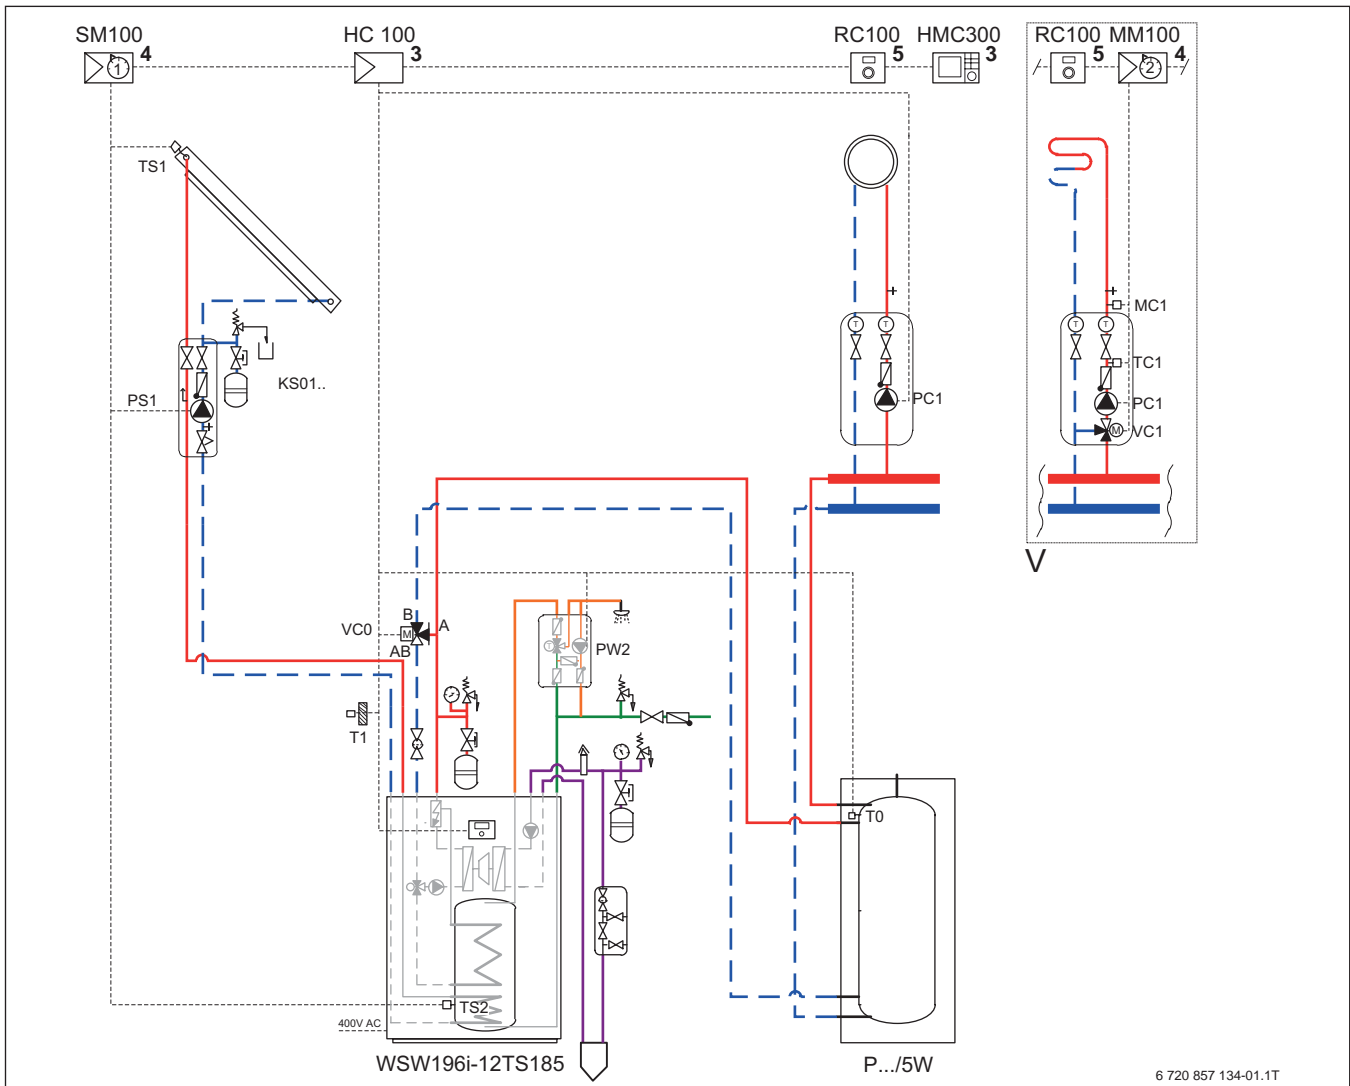 SM100 HC 100 RC100 HMC300 RC100 MM100
4 3 5 3 5 4
1 2
TS1
MC1
T T T T
TC1
KS01..
PS1 PC1 PC1
M VC1
V
B
VC0 M A
AB
T PW2
T1
T0
TS2
400V AC
WSW196i-12TS185 P.../5W
6 720 857 134-01.1T